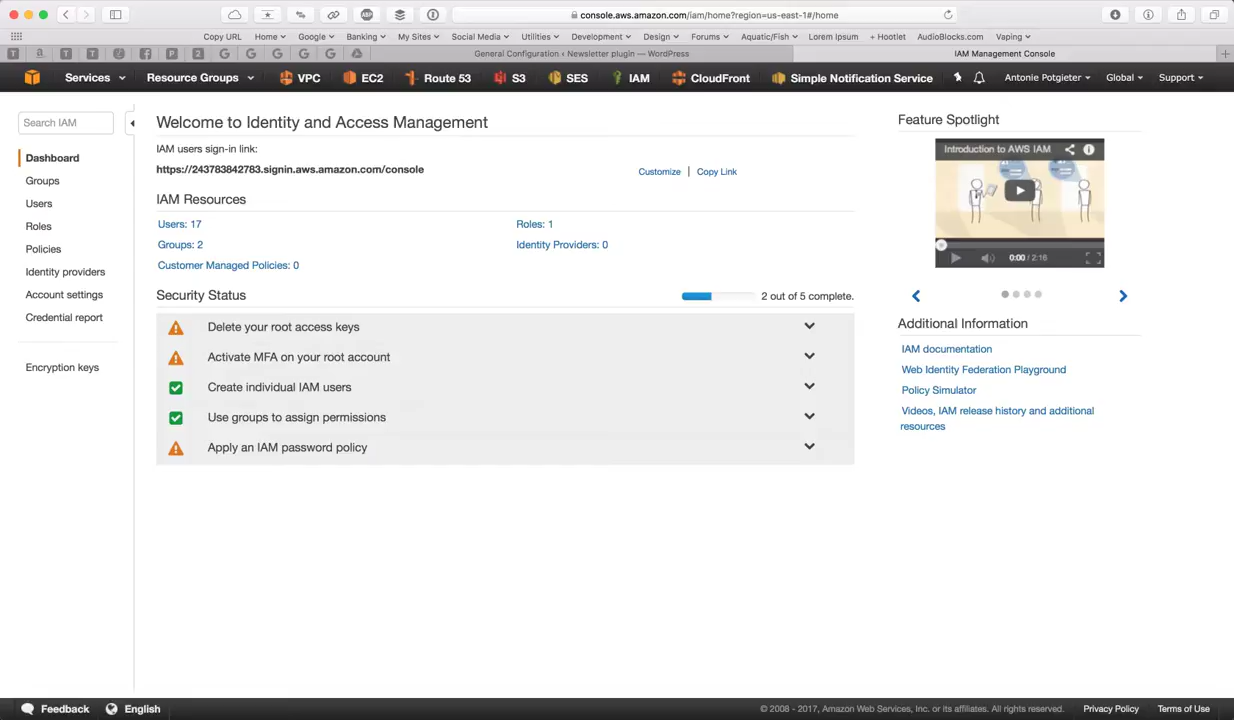 console.aws.amazon.com/iam/home?region=us-east-1#/home
ABP
Copy URL Home Google Banking My Sites Social Media Utilities Development Design Forums Aquatic/Fish Lorem Ipsum + Hootlet AudioBlocks.com Vaping
General Configuration ‹ Newsletter plugin — WordPress
IAM Management Console
Services Resource Groups VPC EC2 Route 53 S3 SES IAM CloudFront Simple Notification Service Antonie Potgieter Global Support
Search IAM
Dashboard
Groups
Users
Roles
Policies
Identity providers
Account settings
Credential report
Encryption keys
Welcome to Identity and Access Management
IAM users sign-in link:
https://243783842783.signin.aws.amazon.com/console
Customize | Copy Link
IAM Resources
Users: 17
Roles: 1
Groups: 2
Identity Providers: 0
Customer Managed Policies: 0
Security Status
2 out of 5 complete.
Delete your root access keys
Activate MFA on your root account
Create individual IAM users
Use groups to assign permissions
Apply an IAM password policy
Feature Spotlight
Introduction to AWS IAM
0:00 / 2:16
Additional Information
IAM documentation
Web Identity Federation Playground
Policy Simulator
Videos, IAM release history and additional
resources
Feedback English
© 2008 - 2017, Amazon Web Services, Inc. or its affiliates. All rights reserved. Privacy Policy Terms of Use